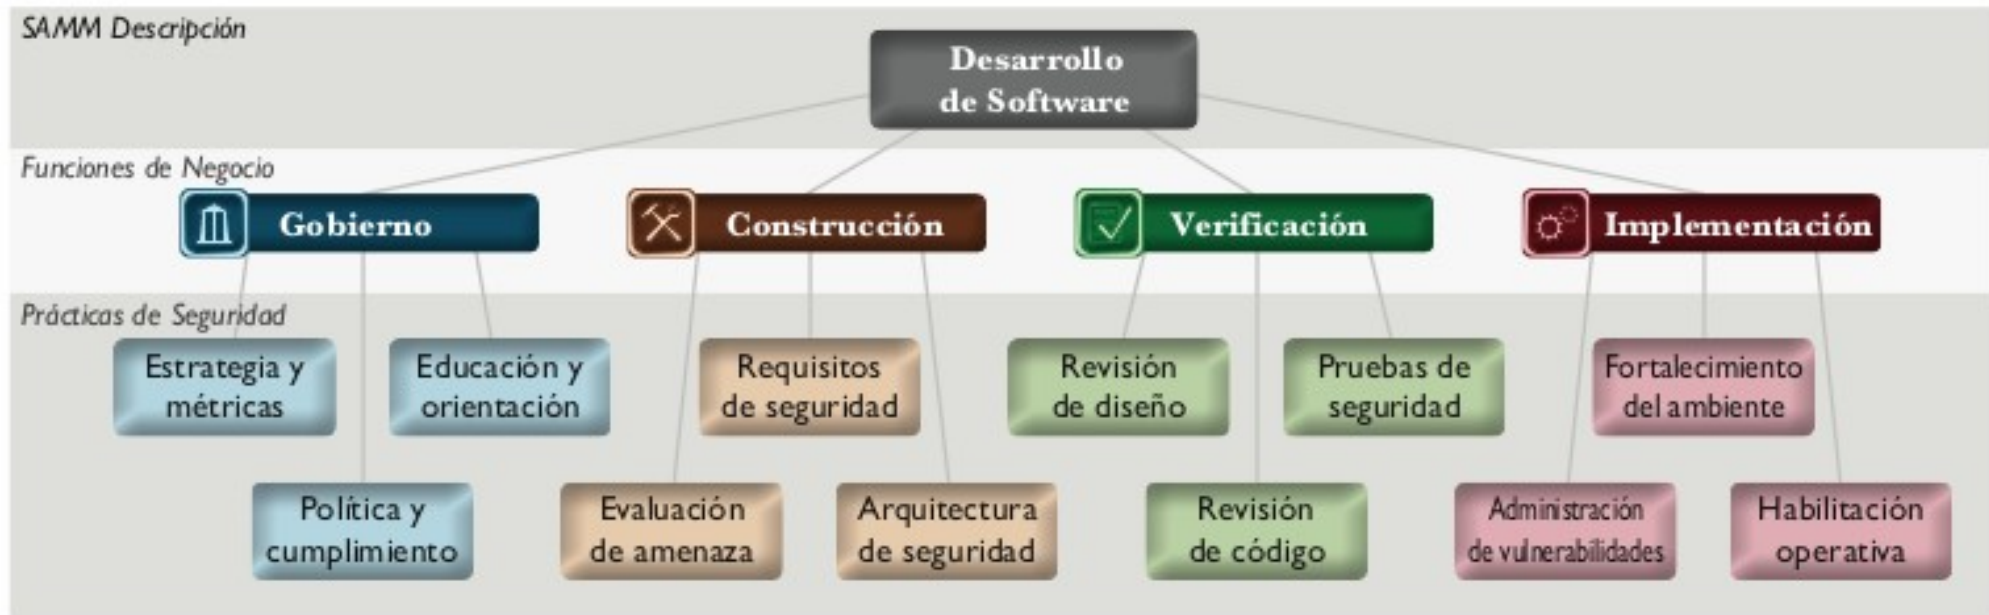 SAMM Descripción
Desarrollo
de Software
Funciones de Negocio
Gobierno
Construcción
Verificación
Implementación
Prácticas de Seguridad
Estrategia y
métricas
Educación y
orientación
Requisitos
de seguridad
Revisión
de diseño
Pruebas de
seguridad
Fortalecimiento
del ambiente
Política y
cumplimiento
Evaluación
de amenaza
Arquitectura
de seguridad
Revisión
de código
Administración
de vulnerabilidades
Habilitación
operativa